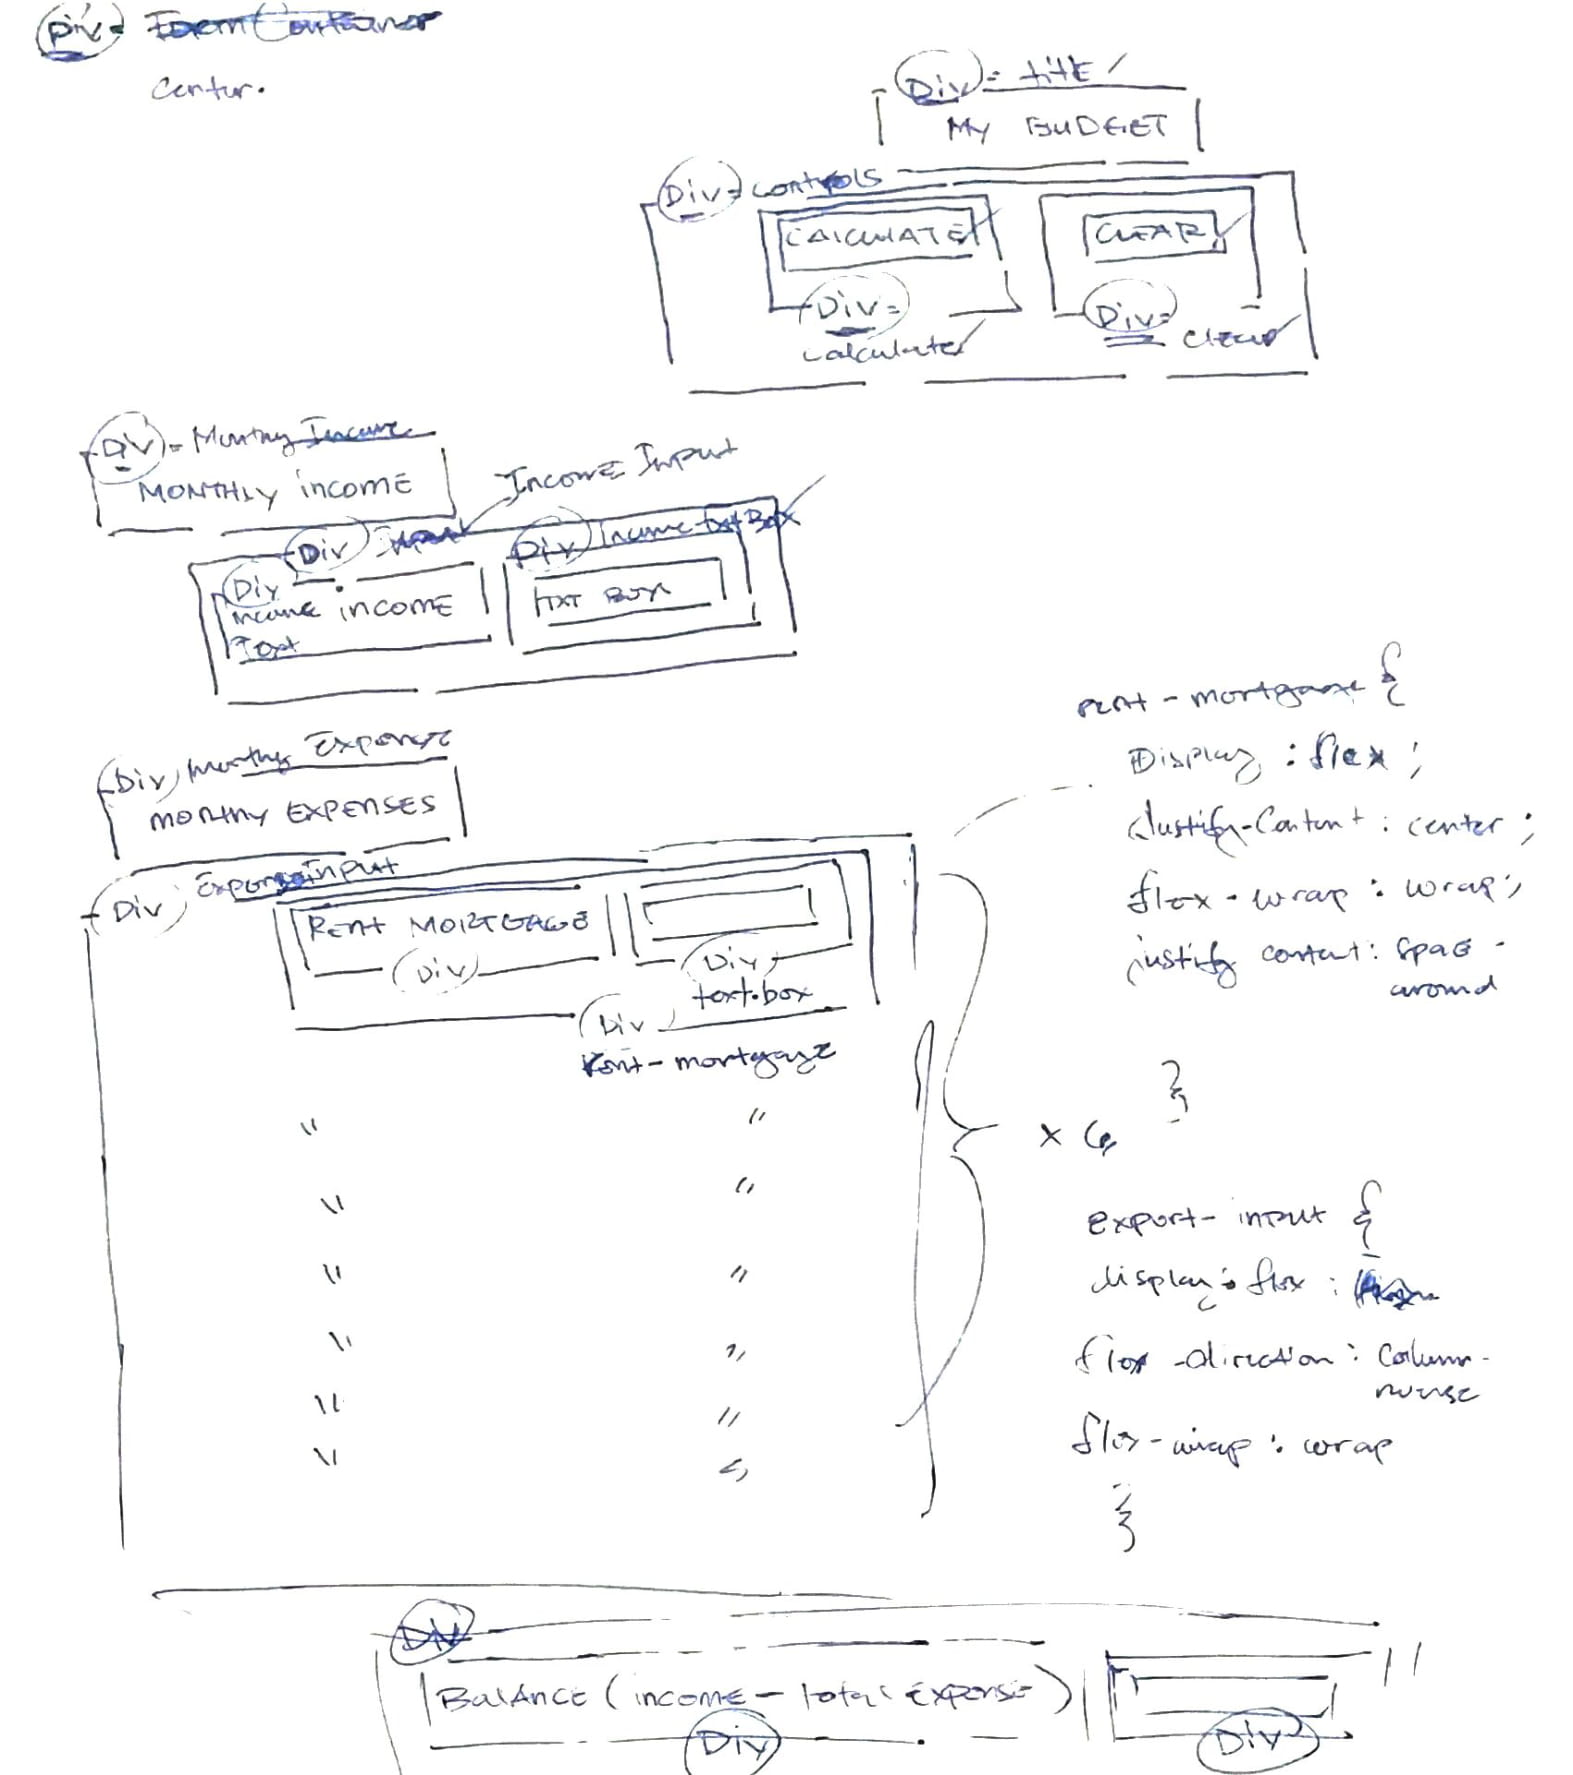 Div = Form Container
Center.
Div = title
MY BUDGET
Div = controls
CALCULATE
CLEAR
Div =
Div =
calculate
clear
Div = Monthly Income
MONTHLY income
Income Input
Div Input
Div Income text Box
Div
income income
Text
TXT BOX
Div Monthly Expense
MONTHLY EXPENSES
Div Expense Input
RENT MORTGAGE
Div
Div
text.box
Div
Rent-mortgage
" "
" "
" "
" "
" "
" "
x 6
rent-mortgage {
Display : flex ;
Justify-Content : center ;
flex-wrap : wrap ;
justify content : space-
around
}
export-input {
display : flex ;
flex-direction : column-
reverse
flex-wrap : wrap
}
Div
Balance (income - total expense)
Div
Div